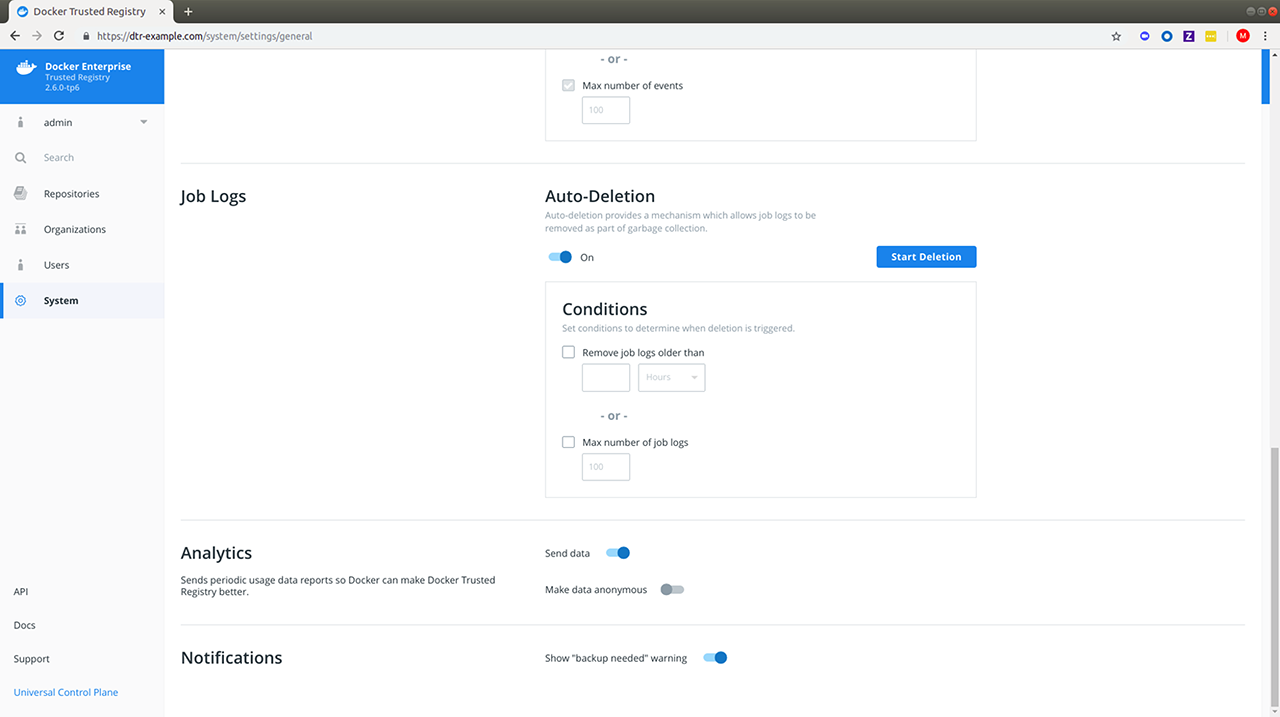 Docker Trusted Registry
https://dtr-example.com/system/settings/general
Z
M
Docker Enterprise
Trusted Registry
2.6.0-tp6
admin
Search
Repositories
Organizations
Users
System
API
Docs
Support
Universal Control Plane
- or -
Max number of events
100
Job Logs
Auto-Deletion
Auto-deletion provides a mechanism which allows job logs to be
removed as part of garbage collection.
On
Start Deletion
Conditions
Set conditions to determine when deletion is triggered.
Remove job logs older than
Hours
- or -
Max number of job logs
100
Analytics
Sends periodic usage data reports so Docker can make Docker Trusted
Registry better.
Send data
Make data anonymous
Notifications
Show "backup needed" warning